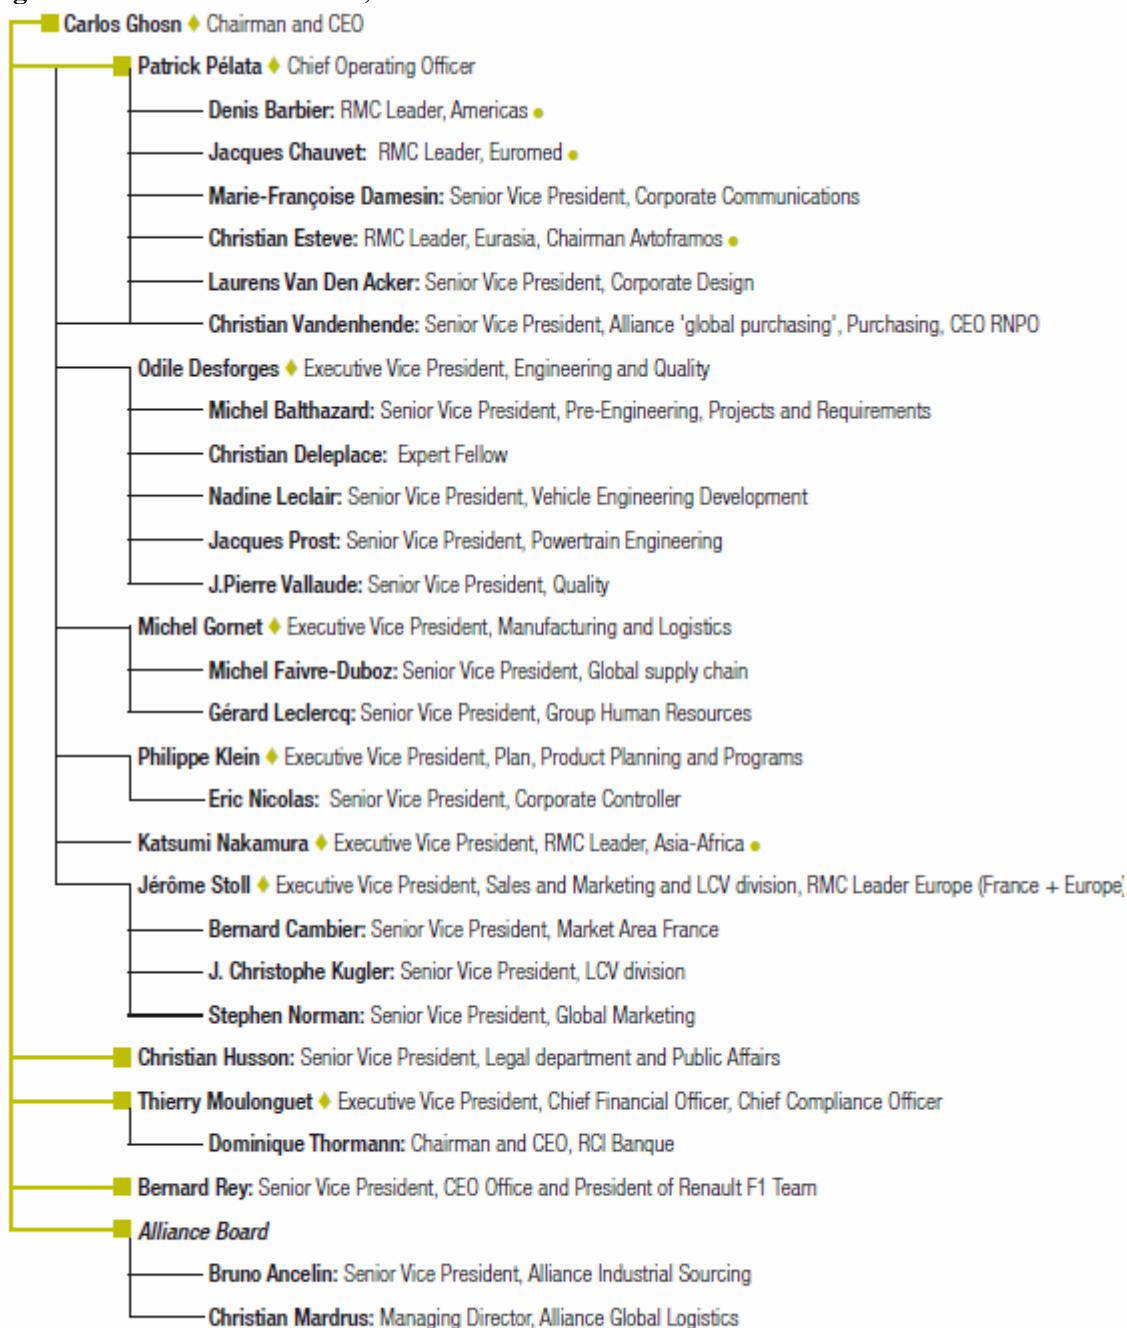 Carlos Ghosn ♦ Chairman and CEO
Patrick Pélata ♦ Chief Operating Officer
Denis Barbier: RMC Leader, Americas ●
Jacques Chauvet: RMC Leader, Euromed ●
Marie-Françoise Damesin: Senior Vice President, Corporate Communications
Christian Esteve: RMC Leader, Eurasia, Chairman Avtoframos ●
Laurens Van Den Acker: Senior Vice President, Corporate Design
Christian Vandenhende: Senior Vice President, Alliance 'global purchasing', Purchasing, CEO RNPO
Odile Desforges ♦ Executive Vice President, Engineering and Quality
Michel Balthazard: Senior Vice President, Pre-Engineering, Projects and Requirements
Christian Deleplace: Expert Fellow
Nadine Leclair: Senior Vice President, Vehicle Engineering Development
Jacques Prost: Senior Vice President, Powertrain Engineering
J.Pierre Vallaude: Senior Vice President, Quality
Michel Gornet ♦ Executive Vice President, Manufacturing and Logistics
Michel Faivre-Duboz: Senior Vice President, Global supply chain
Gérard Leclercq: Senior Vice President, Group Human Resources
Philippe Klein ♦ Executive Vice President, Plan, Product Planning and Programs
Eric Nicolas: Senior Vice President, Corporate Controller
Katsumi Nakamura ♦ Executive Vice President, RMC Leader, Asia-Africa ●
Jérôme Stoll ♦ Executive Vice President, Sales and Marketing and LCV division, RMC Leader Europe (France + Europe)
Bernard Cambier: Senior Vice President, Market Area France
J. Christophe Kugler: Senior Vice President, LCV division
Stephen Norman: Senior Vice President, Global Marketing
Christian Husson: Senior Vice President, Legal department and Public Affairs
Thierry Moulonguet ♦ Executive Vice President, Chief Financial Officer, Chief Compliance Officer
Dominique Thormann: Chairman and CEO, RCI Banque
Bernard Rey: Senior Vice President, CEO Office and President of Renault F1 Team
Alliance Board
Bruno Ancelin: Senior Vice President, Alliance Industrial Sourcing
Christian Mardrus: Managing Director, Alliance Global Logistics